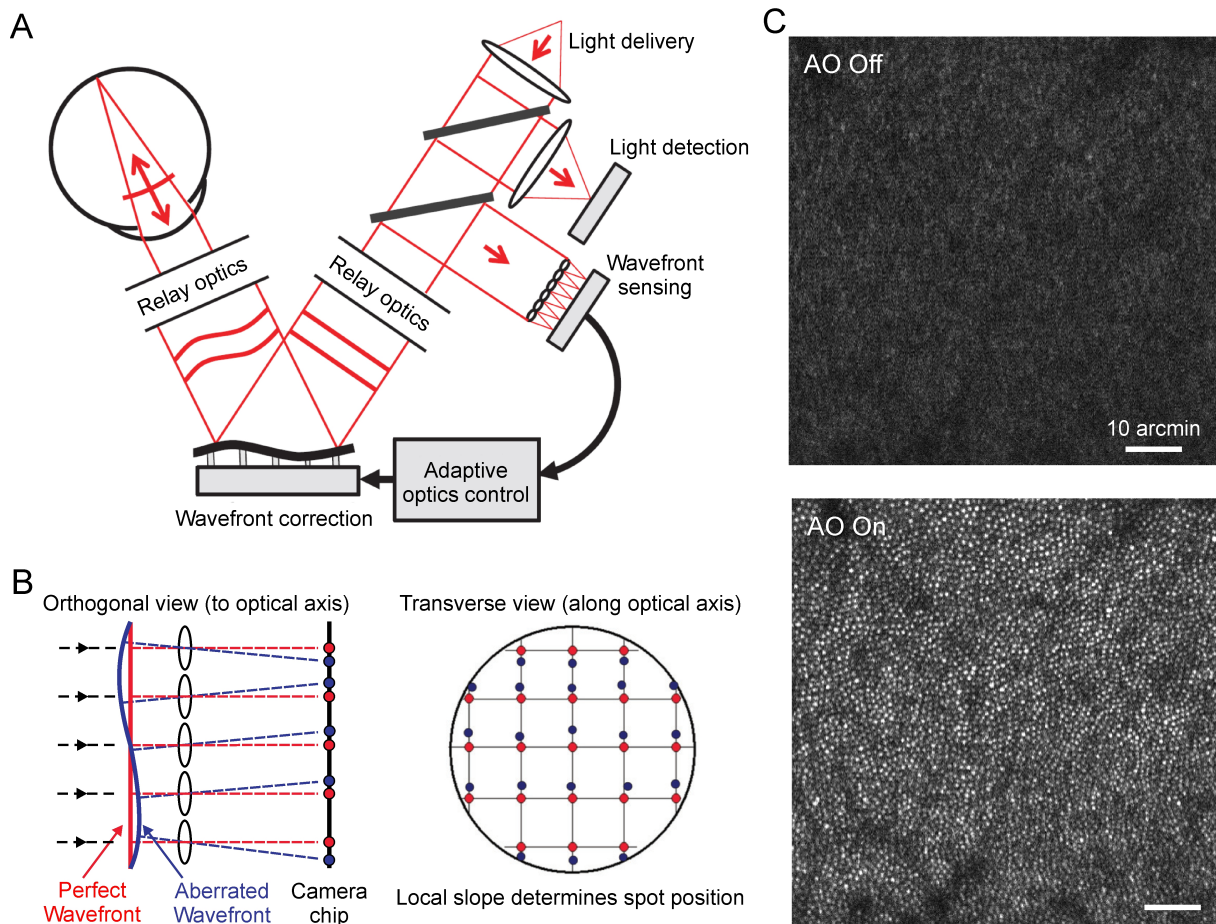 A
Light delivery
Light detection
Relay optics
Relay optics
Wavefront
sensing
Adaptive
optics control
Wavefront correction
B
Orthogonal view (to optical axis)
Transverse view (along optical axis)
Perfect
Wavefront
Aberrated
Wavefront
Camera
chip
Local slope determines spot position
C
AO Off
10 arcmin
AO On